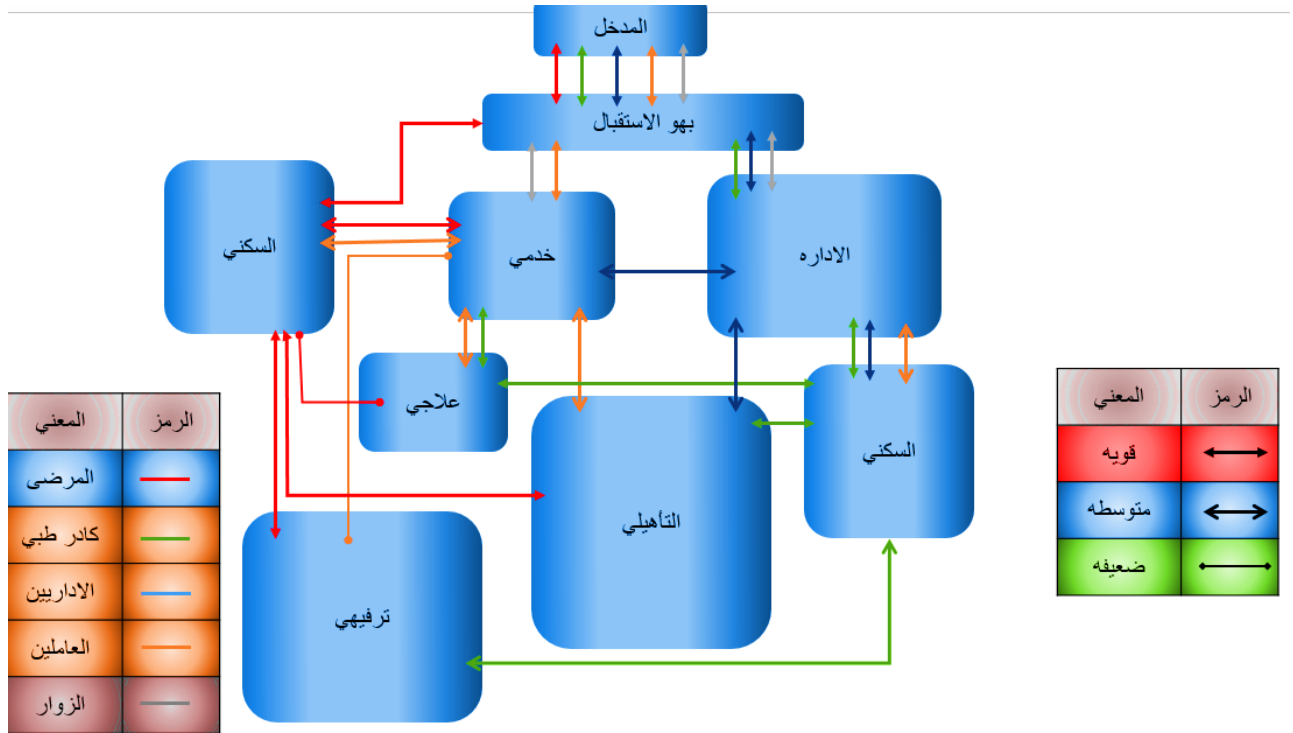 المدخل
بهو الاستقبال
السكني
خدمي
الاداره
علاجي
السكني
التأهيلي
ترفيهي
الرمز المعني
قويه
متوسطه
ضعيفه
الرمز المعني
المرضى
كادر طبي
الاداريين
العاملين
الزوار